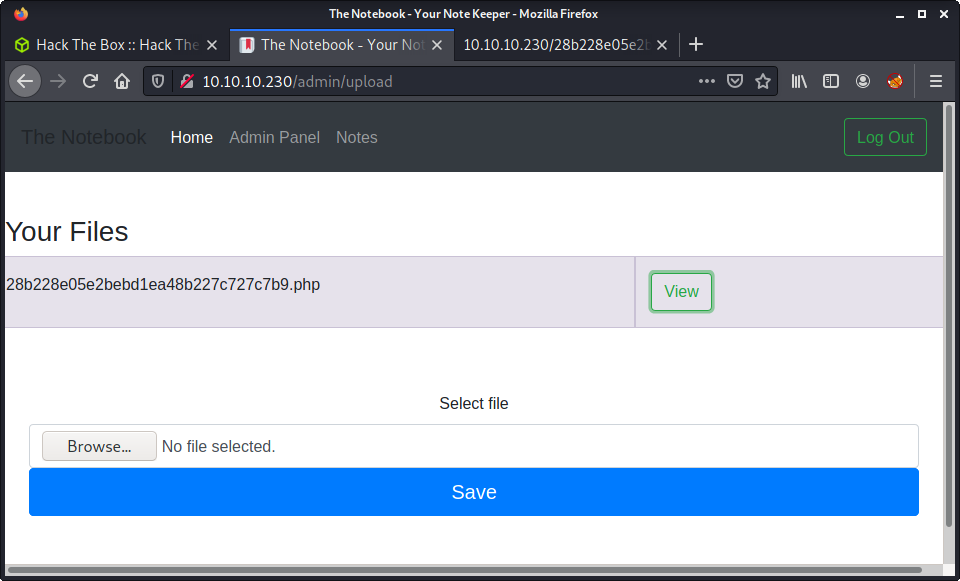 The Notebook - Your Note Keeper - Mozilla Firefox
Hack The Box :: Hack The
The Notebook - Your Not
10.10.10.230/28b228e05e2b
10.10.10.230/admin/upload
The Notebook Home Admin Panel Notes Log Out
Your Files
28b228e05e2bebd1ea48b227c727c7b9.php View
Select file
Browse... No file selected.
Save